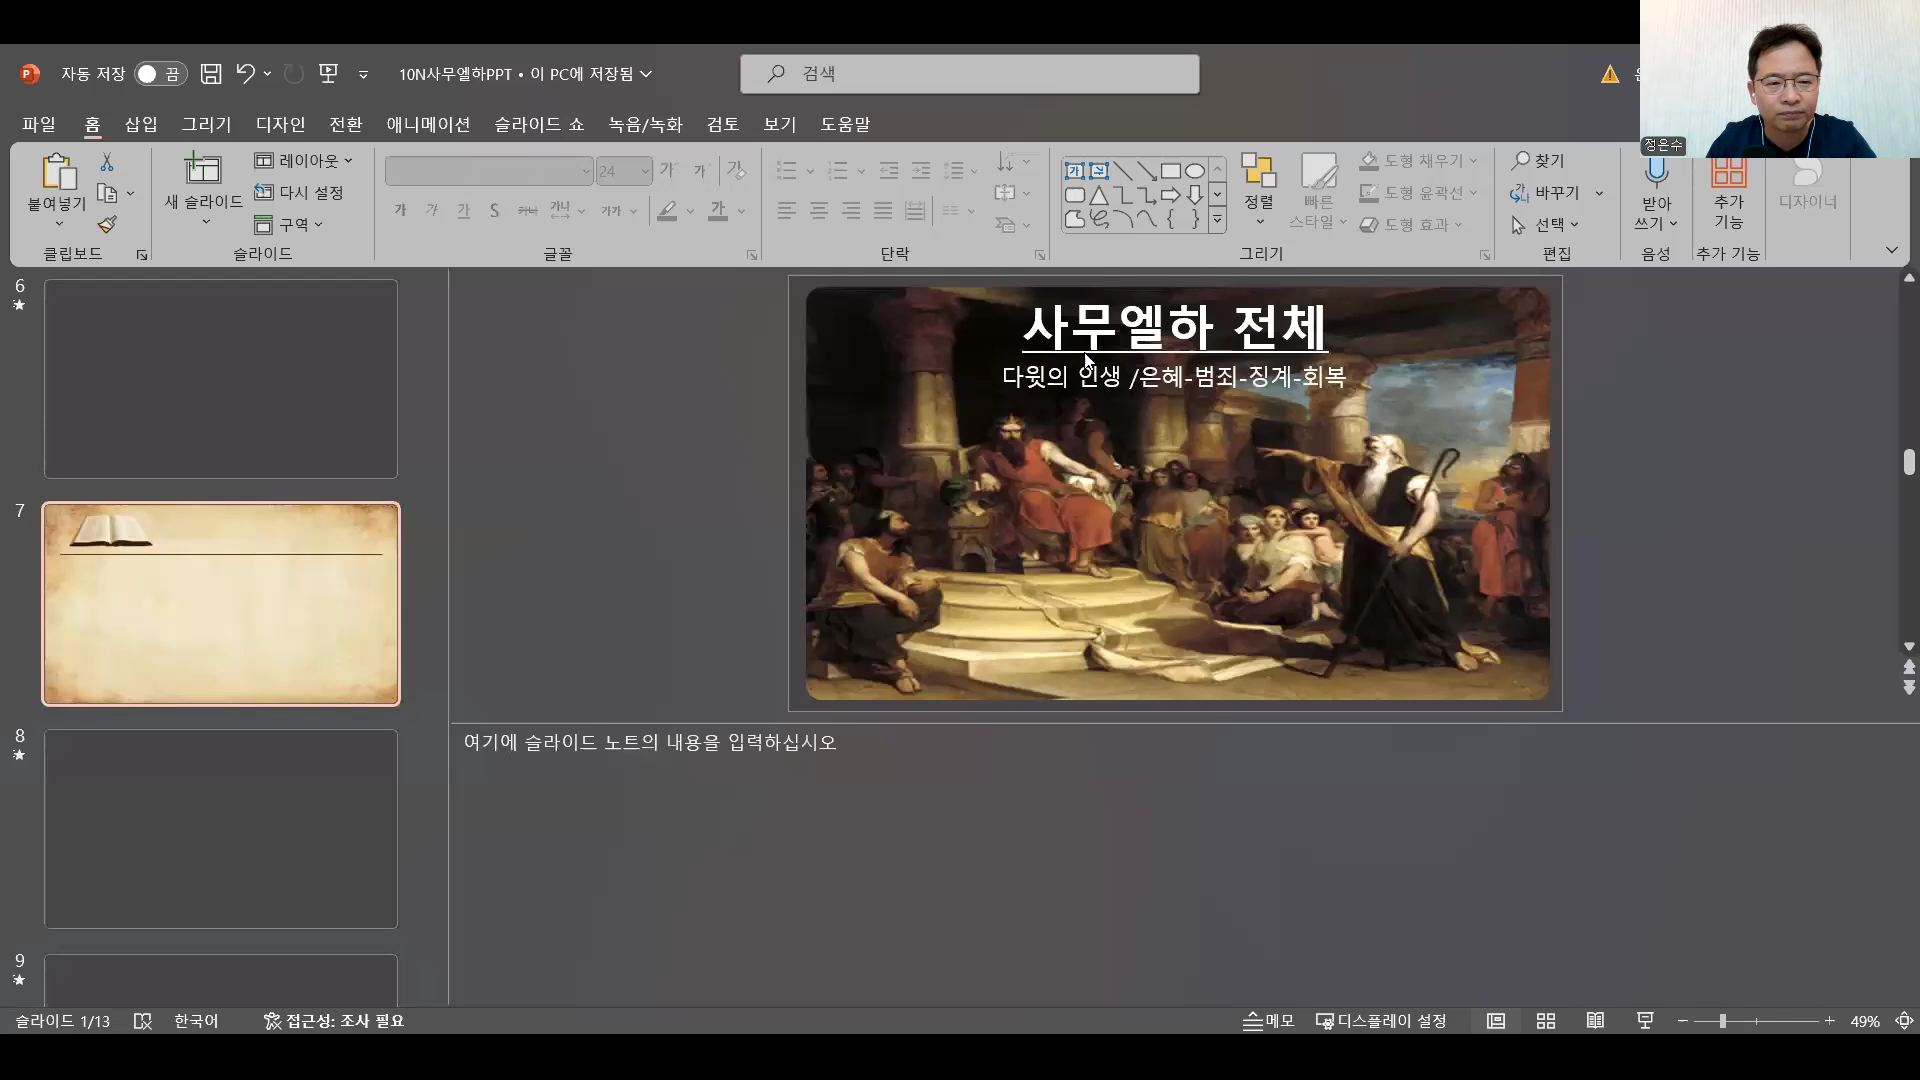 자동 저장 끔 10N사무엘하PPT • 이 PC에 저장됨 검색
파일 홈 삽입 그리기 디자인 전환 애니메이션 슬라이드 쇼 녹음/녹화 검토 보기 도움말
정은수
붙여넣기
클립보드
새 슬라이드
레이아웃
다시 설정
구역
슬라이드
24
글꼴
단락
정렬
빠른
스타일
도형 채우기
도형 윤곽선
도형 효과
그리기
찾기
바꾸기
선택
편집
받아
쓰기
음성
추가
기능
추가 기능
디자이너
6
7
8
9
사무엘하 전체
다윗의 인생 /은혜-범죄-징계-회복
여기에 슬라이드 노트의 내용을 입력하십시오
슬라이드 1/13 한국어 접근성: 조사 필요 메모 디스플레이 설정 49%